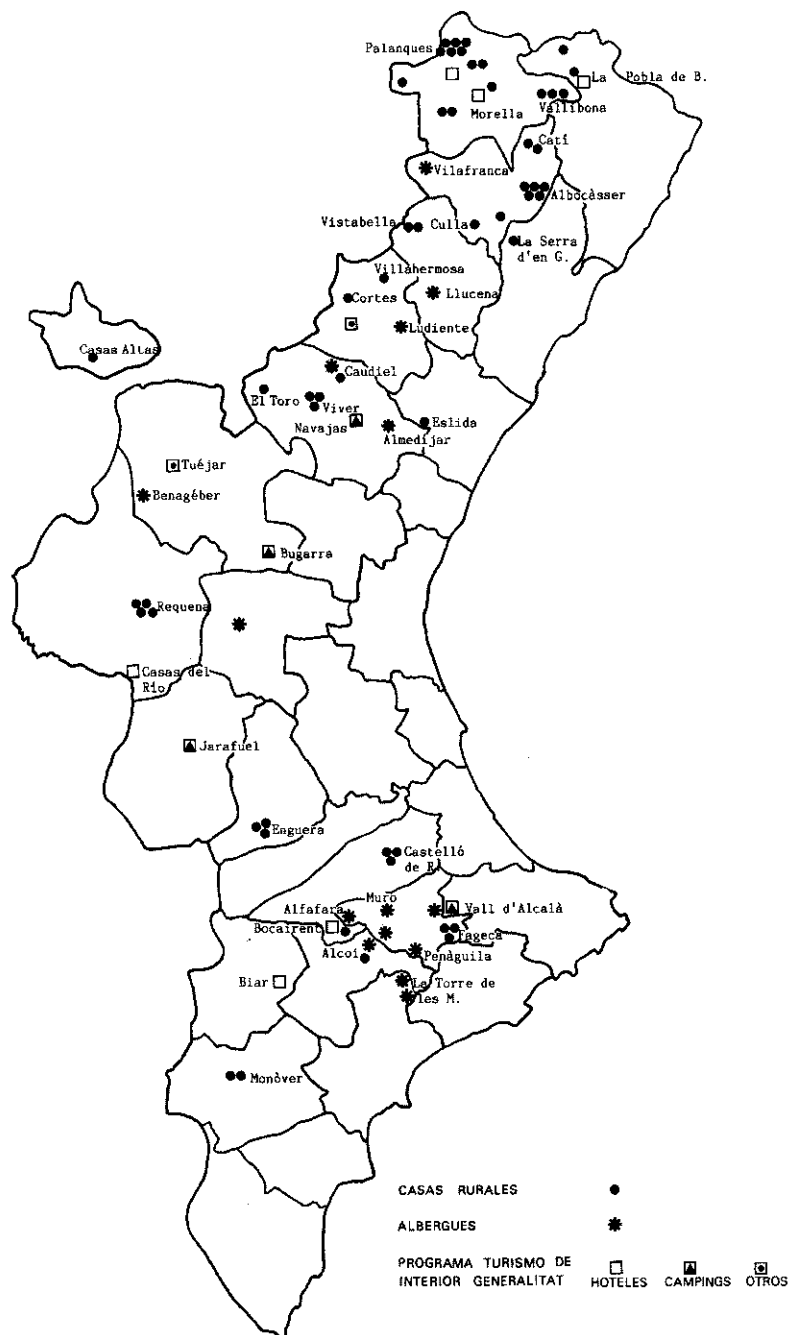 Palanques
La Pobla de B.
Morella
Vallibona
Catí
Vilafranca
Albocàsser
Vistabella
Culla
La Serra
d'en G.
Villahermosa
Cortes
Llucena
Ludiente
Casas Altas
Caudiel
El Toro
Viver
Eslida
Navajas
Almedíjar
Tuéjar
Benagéber
Bugarra
Requena
Casas del
Río
Jarafuel
Enguera
Castelló
de R.
Muro
Alfafara
Vall d'Alcalà
Bocairent
Fageca
Alcoi
Penàguila
Biar
La Torre de
les M.
Monòver
CASAS RURALES
ALBERGUES
PROGRAMA TURISMO DE
INTERIOR GENERALITAT
HOTELES CAMPINGS OTROS